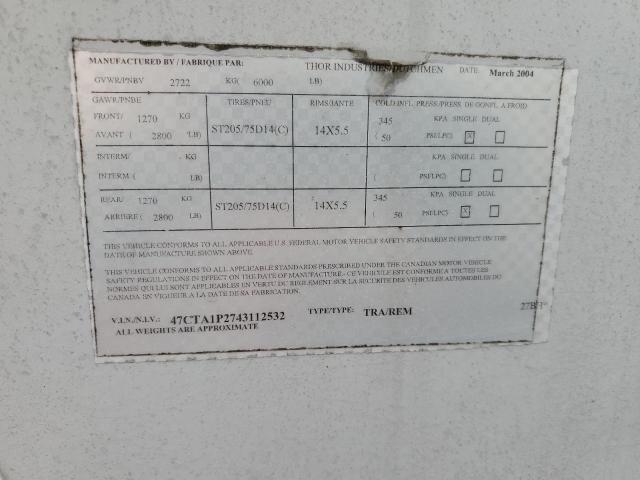 MANUFACTURED BY / FABRIQUE PAR: THOR INDUSTRIES/DUTCHMEN DATE: March 2004
GVWR/PNBV 2722 KG( 6000 LB)
GAWR/PNBE TIRES/PNEU RIMS/JANTE COLD INFL. PRESS/PRESS. DE GONFL. A FROID
FRONT/ 1270 KG 345 KPA SINGLE DUAL
AVANT ( 2800 LB) ST205/75D14(C) 14X5.5 ( 50 PSI/LPC) X
INTERM/ KG KPA SINGLE DUAL
INTERM ( LB) ( PSI/LPC)
REAR/ 1270 KG 345 KPA SINGLE DUAL
ARRIERE ( 2800 LB) ST205/75D14(C) 14X5.5 ( 50 PSI/LPC) X
THIS VEHICLE CONFORMS TO ALL APPLICABLE U.S. FEDERAL MOTOR VEHICLE SAFETY STANDARDS IN EFFECT ON THE
DATE OF MANUFACTURE SHOWN ABOVE.
THIS VEHICLE CONFORMS TO ALL APPLICABLE STANDARDS PRESCRIBED UNDER THE CANADIAN MOTOR VEHICLE
SAFETY REGULATIONS IN EFFECT ON THE DATE OF MANUFACTURE.- CE VEHICULE EST CONFORME A TOUTES LES
NORMES QUI LUI SONT APPLICABLES EN VERTU DU REGLEMENT SUR LA SECURITE DES VEHICULES AUTOMOBILES DU
CANADA EN VIGUEUR A LA DATE DE SA FABRICATION.
V.I.N./N.I.V.: 47CTA1P2743112532 TYPE/TYPE: TRA/REM
ALL WEIGHTS ARE APPROXIMATE